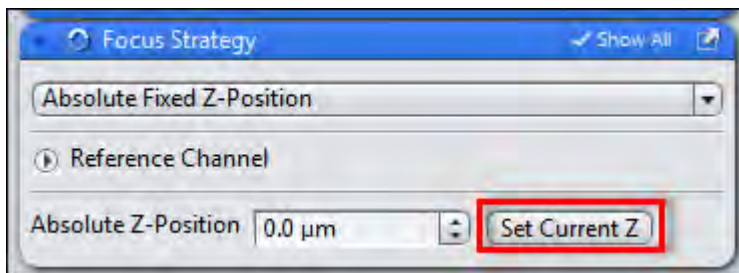 Focus Strategy Show All
Absolute Fixed Z-Position
Reference Channel
Absolute Z-Position 0.0 µm Set Current Z